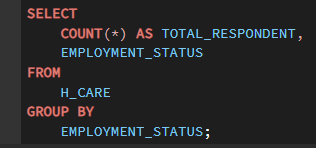 SELECT
COUNT(*) AS TOTAL_RESPONDENT,
EMPLOYMENT_STATUS
FROM
H_CARE
GROUP BY
EMPLOYMENT_STATUS;